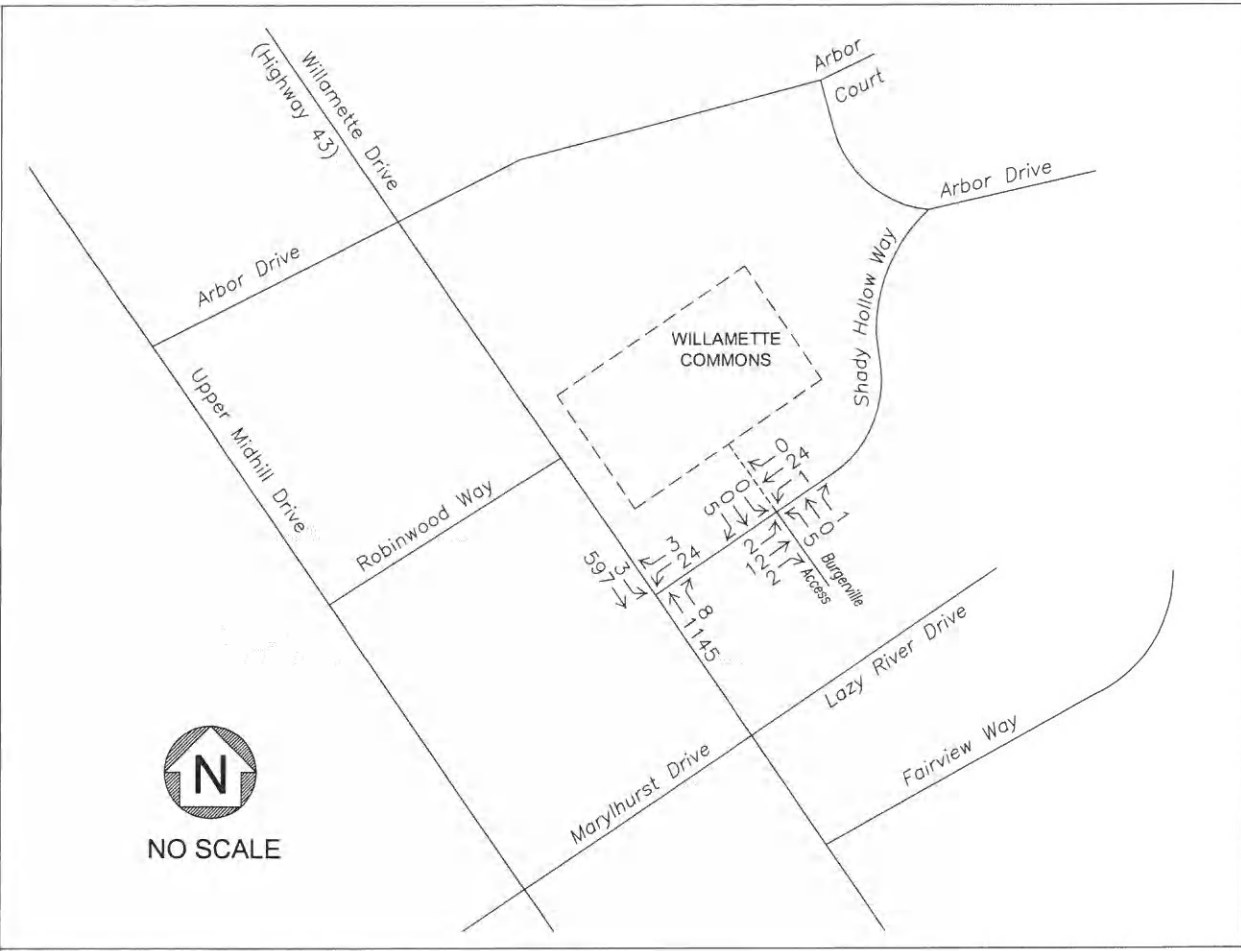 Willamette Drive
(Highway 43)
Arbor
Court
Arbor Drive
Arbor Drive
Shady Hollow Way
WILLAMETTE
COMMONS
Upper Midhill Drive
Robinwood Way
0
24
1
0
0
5
1
0
5
2
12
12
Burgerville
Access
3
24
3
597
8
1145
Lazy River Drive
Marylhurst Drive
Fairview Way
N
NO SCALE